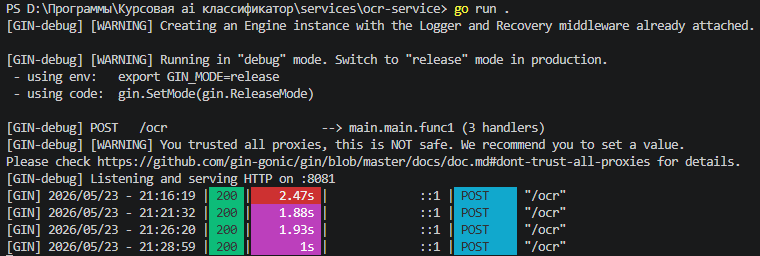 PS D:\Программы\Курсовая ai классификатор\services\ocr-service> go run .
[GIN-debug] [WARNING] Creating an Engine instance with the Logger and Recovery middleware already attached.

[GIN-debug] [WARNING] Running in "debug" mode. Switch to "release" mode in production.
 - using env:   export GIN_MODE=release
 - using code:  gin.SetMode(gin.ReleaseMode)

[GIN-debug] POST   /ocr                      --> main.main.func1 (3 handlers)
[GIN-debug] [WARNING] You trusted all proxies, this is NOT safe. We recommend you to set a value.
Please check https://github.com/gin-gonic/gin/blob/master/docs/doc.md#dont-trust-all-proxies for details.
[GIN-debug] Listening and serving HTTP on :8081
[GIN] 2026/05/23 - 21:16:19 | 200 |    2.47s |             ::1 | POST     "/ocr"
[GIN] 2026/05/23 - 21:21:32 | 200 |    1.88s |             ::1 | POST     "/ocr"
[GIN] 2026/05/23 - 21:26:20 | 200 |    1.93s |             ::1 | POST     "/ocr"
[GIN] 2026/05/23 - 21:28:59 | 200 |       1s |             ::1 | POST     "/ocr"